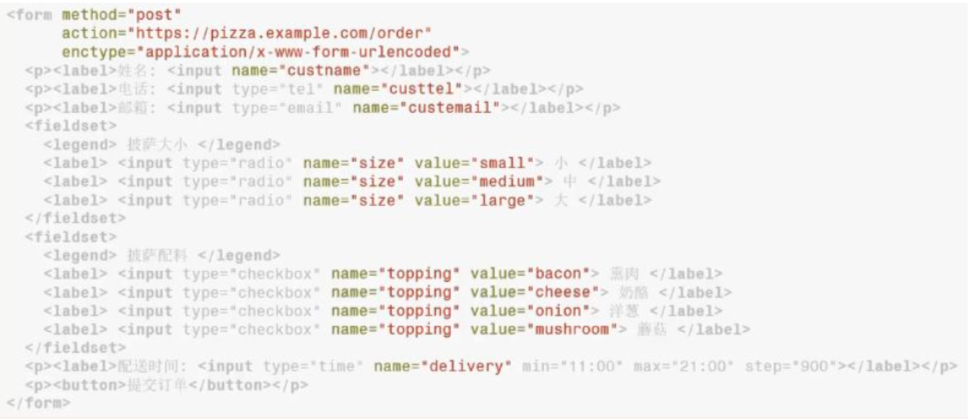 <form method="post"
action="https://pizza.example.com/order"
enctype="application/x-www-form-urlencoded">
<p><label>姓名: <input name="custname"></label></p>
<p><label>电话: <input type="tel" name="custtel"></label></p>
<p><label>邮箱: <input type="email" name="custemail"></label></p>
<fieldset>
<legend> 披萨大小 </legend>
<label> <input type="radio" name="size" value="small"> 小 </label>
<label> <input type="radio" name="size" value="medium"> 中 </label>
<label> <input type="radio" name="size" value="large"> 大 </label>
</fieldset>
<fieldset>
<legend> 披萨配料 </legend>
<label> <input type="checkbox" name="topping" value="bacon"> 熏肉 </label>
<label> <input type="checkbox" name="topping" value="cheese"> 奶酪 </label>
<label> <input type="checkbox" name="topping" value="onion"> 洋葱 </label>
<label> <input type="checkbox" name="topping" value="mushroom"> 蘑菇 </label>
</fieldset>
<p><label>配送时间: <input type="time" name="delivery" min="11:00" max="21:00" step="900"></label></p>
<p><button>提交订单</button></p>
</form>